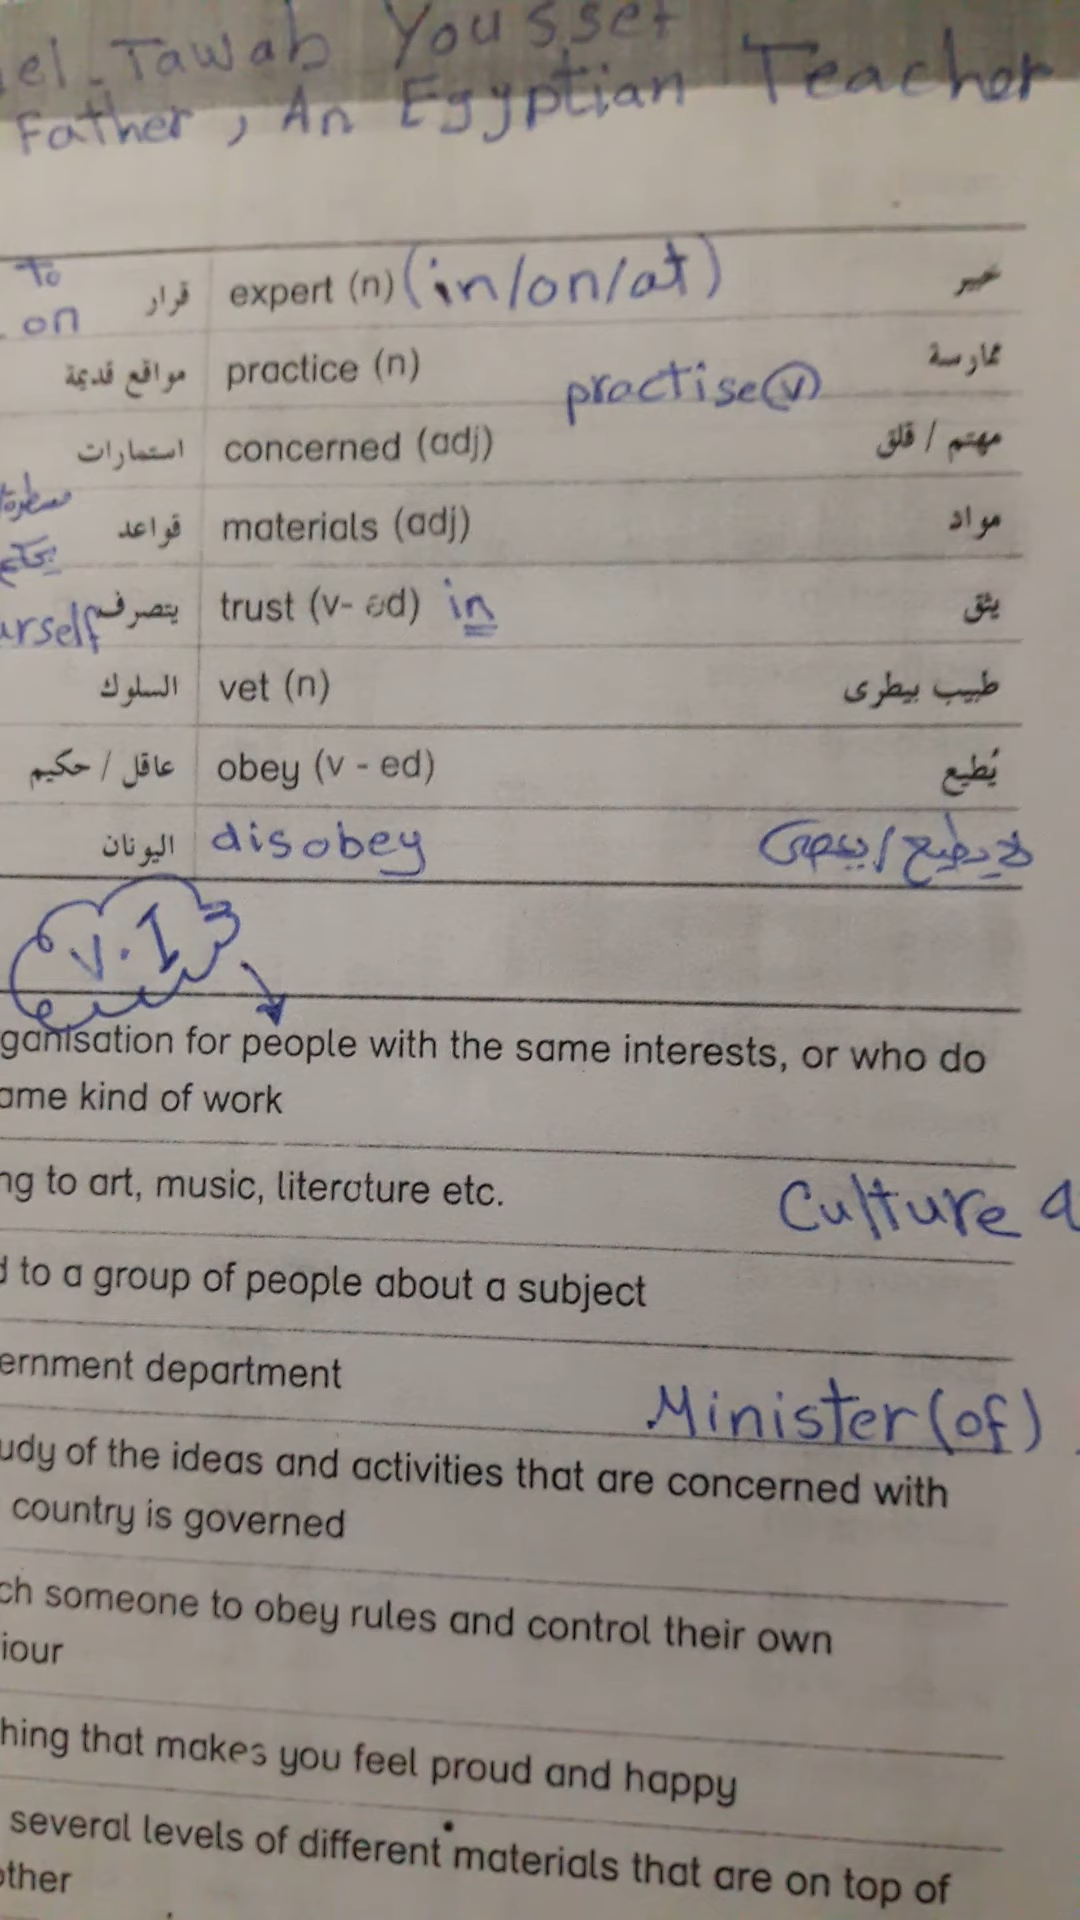 el-Tawab Youssef
Father, An Egyptian Teacher
To
on
قرار expert (n) (in/on/at) خبير
مواقع قديمة practice (n) practise (v) ممارسة
استمارات concerned (adj) مهتم / قلق
مسطرة
قواعد materials (adj) مواد
يحكم
urself يتصرف trust (v- ed) in يثق
السلوك vet (n) طبيب بيطرى
عاقل / حكيم obey (v - ed) يُطيع
اليونان disobey لا يطيع / يعصى
V.I
ganisation for people with the same interests, or who do
ame kind of work
ng to art, music, literature etc. Culture
d to a group of people about a subject
ernment department
Minister (of)
udy of the ideas and activities that are concerned with
country is governed
ch someone to obey rules and control their own
iour
hing that makes you feel proud and happy
several levels of different materials that are on top of
other